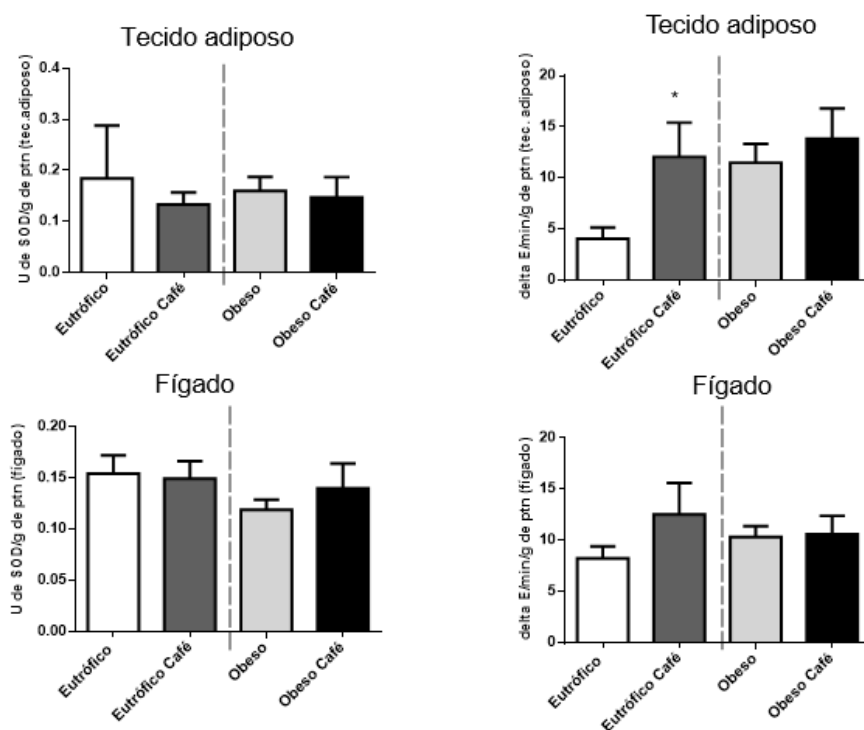 Tecido adiposo
U de SOD/g de ptn (tec.adiposo)
0.4
0.3
0.2
0.1
0.0
Eutrófico
Eutrófico Café
Obeso
Obeso Café
Tecido adiposo
delta E/min/g de ptn (tec. adiposo)
20
15
10
5
0
*
Eutrófico
Eutrófico Café
Obeso
Obeso Café
Fígado
U de SOD/g de ptn (fígado)
0.20
0.15
0.10
0.05
0.00
Eutrófico
Eutrófico Café
Obeso
Obeso Café
Fígado
delta E/min/g de ptn (fígado)
20
15
10
5
0
Eutrófico
Eutrófico Café
Obeso
Obeso Café